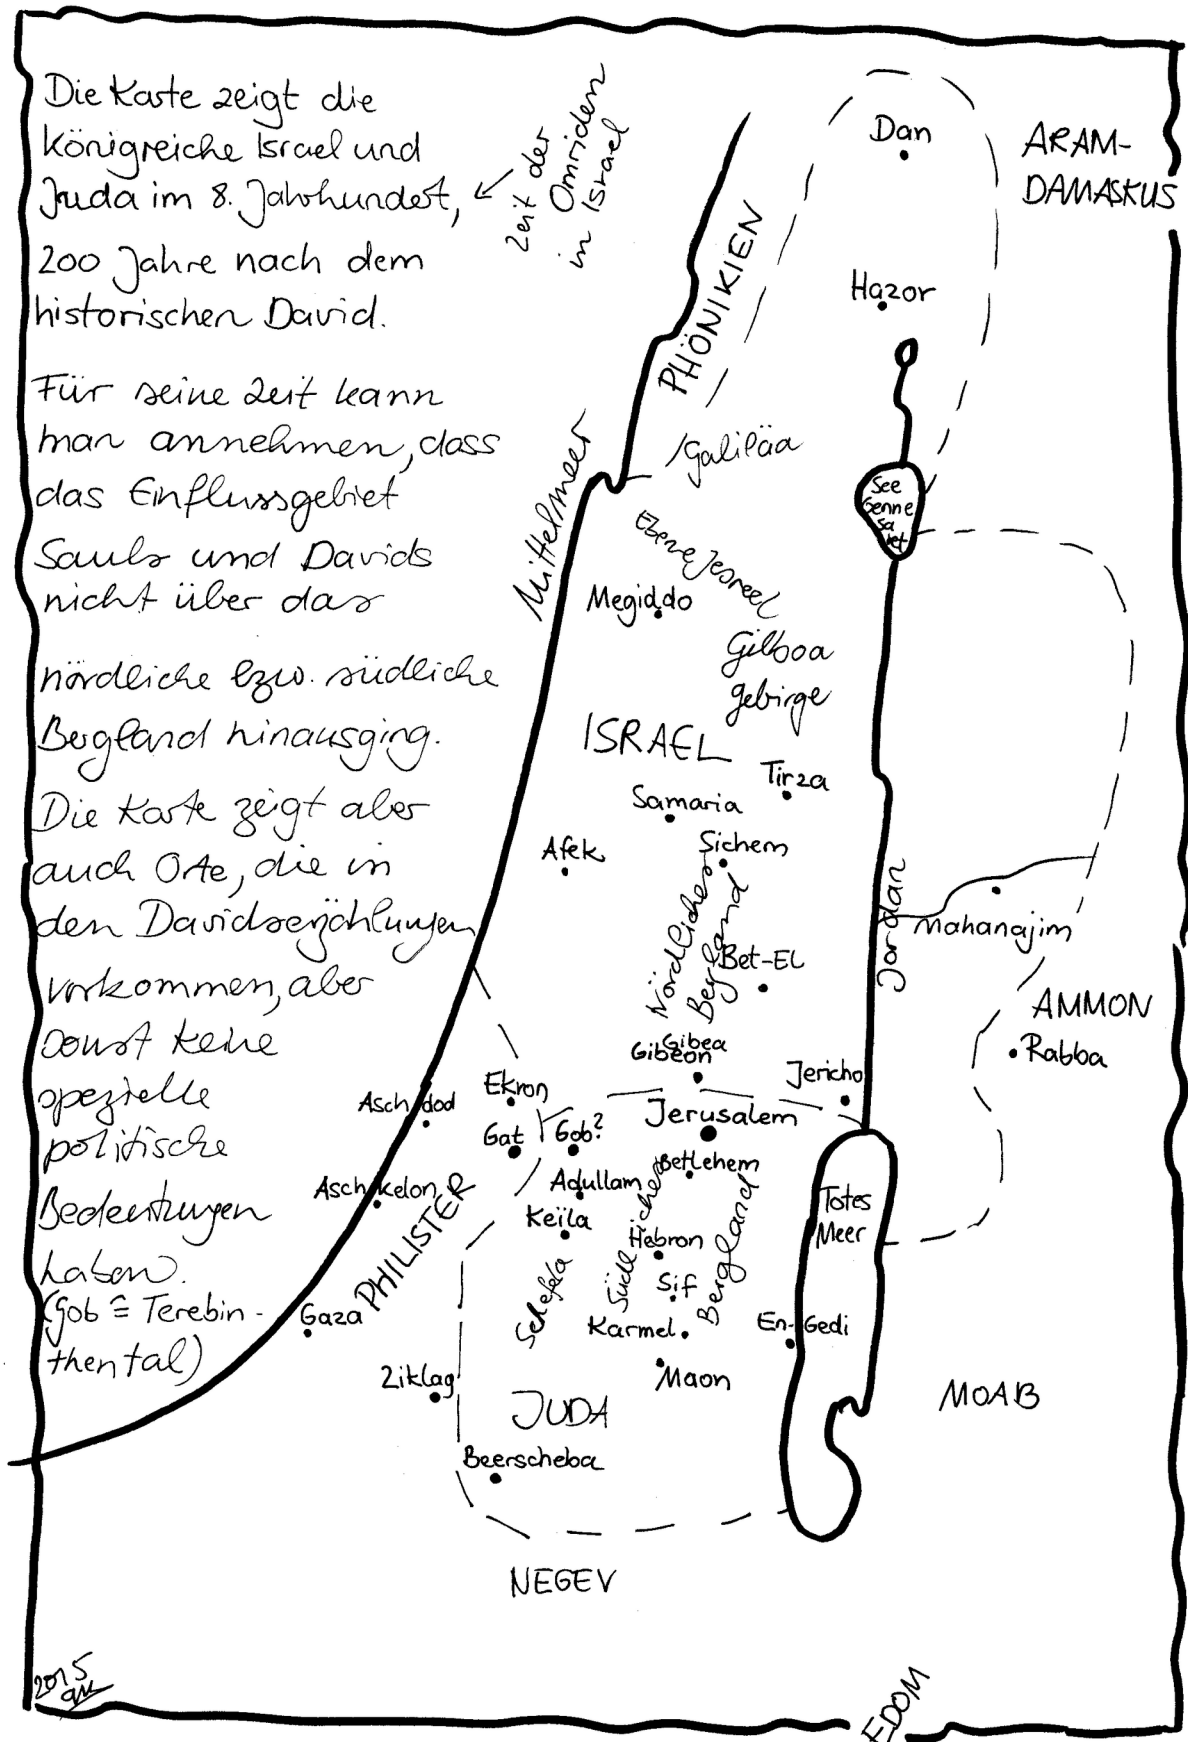 Die Karte zeigt die
Königreiche Israel und
Juda im 8. Jahrhundert,
200 Jahre nach dem
historischen David.
Zeit der
Omriden
in Israel
Für seine Zeit kann
man annehmen, dass
das Einflussgebiet
Sauls und Davids
nicht über das
nördliche bzw. südliche
Bergland hinausging.
Die Karte zeigt aber
auch Orte, die in
den Davidserzählungen
vorkommen, aber
sonst keine
spezielle
politische
Bedeutungen
haben.
(Gob ≙ Terebin-
thental)
Dan
ARAM-
DAMASKUS
PHÖNIKIEN
Hazor
Galiläa
Mittelmeer
See
Genne
sa
ret
Ebene Jesreel
Megiddo
Gilboa
gebirge
ISRAEL
Tirza
Samaria
Afek
Sichem
Nördliches
Bergland
Jordan
Mahanajim
Bet-El
AMMON
Rabba
Gibea
Gibeon
Jericho
Ekron
Aschdod
Jerusalem
Gat
Gob?
Betlehem
Aschkelon
Adullam
Totes
Meer
PHILISTER
Keïla
Hebron
Südliches
Bergland
Schefela
Sif
Gaza
Karmel
En-Gedi
Ziklag
Maon
MOAB
JUDA
Beerscheba
NEGEV
2015
EDOM